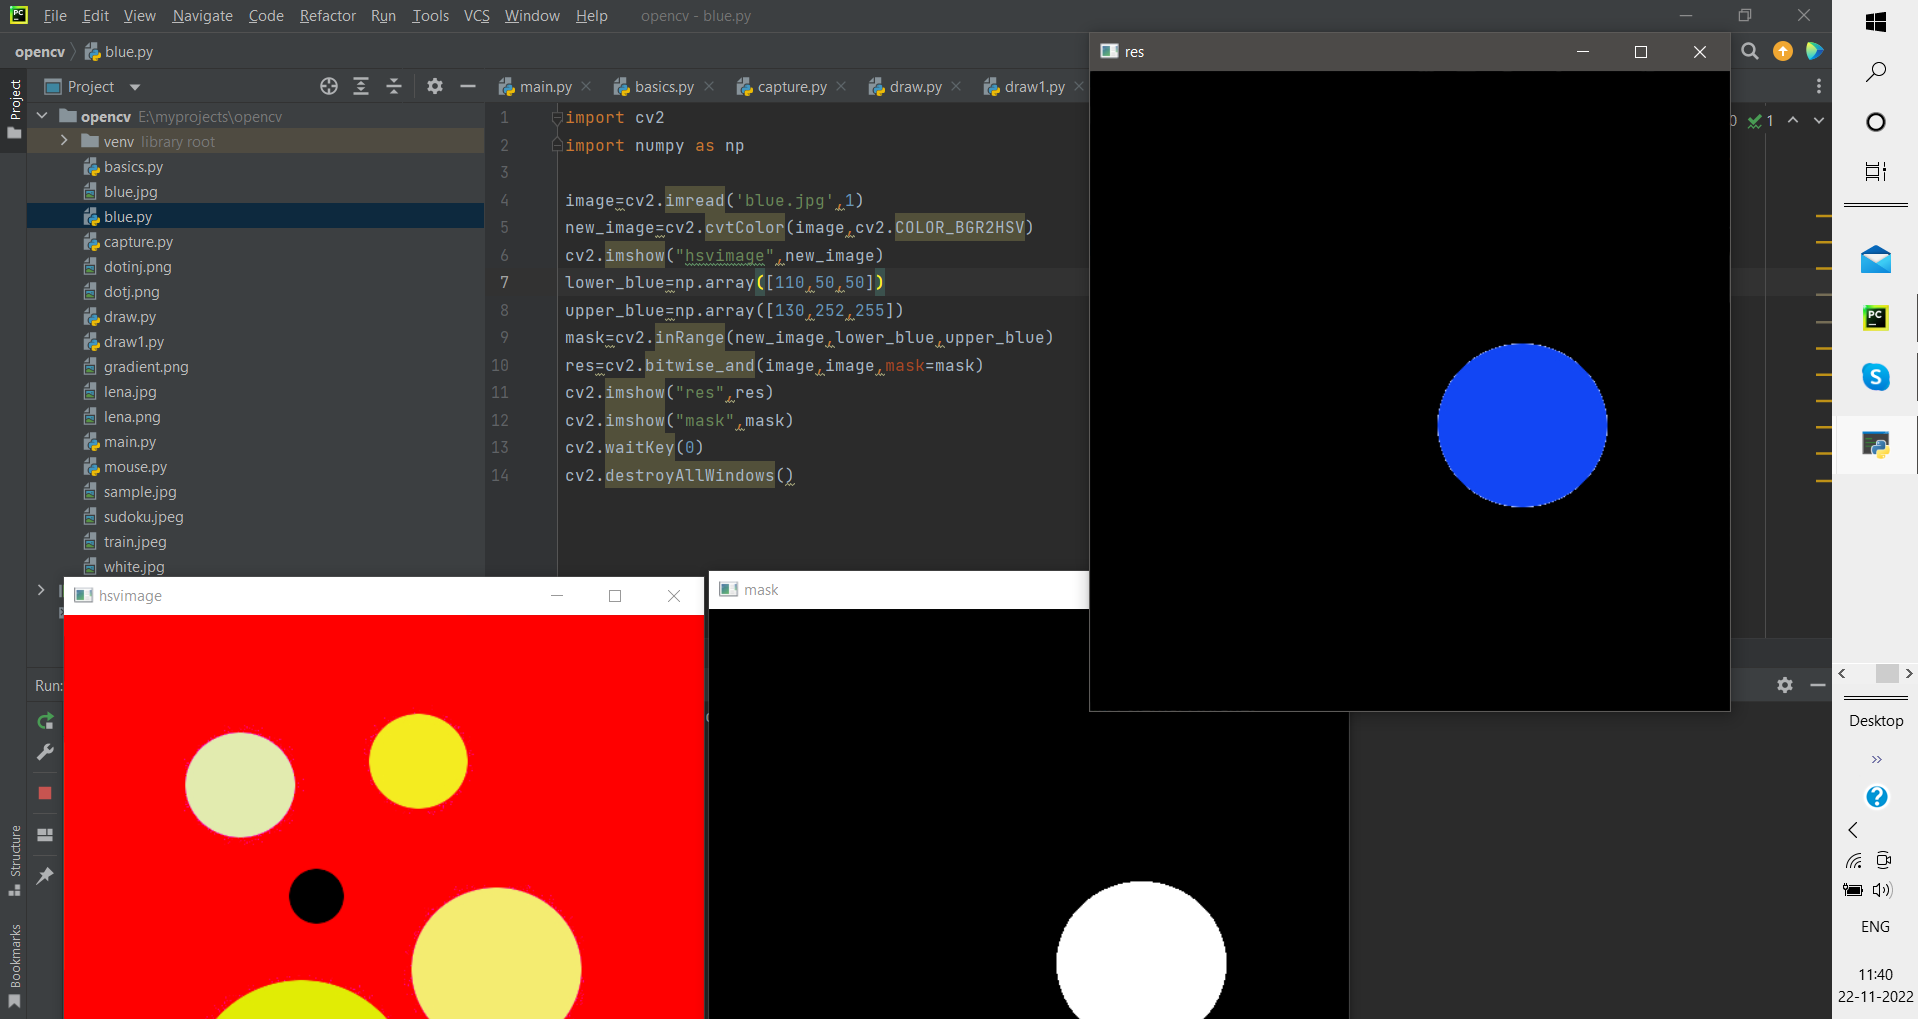 File Edit View Navigate Code Refactor Run Tools VCS Window Help opencv - blue.py
opencv blue.py
res
Project
Project
main.py basics.py capture.py draw.py draw1.py
opencv E:\myprojects\opencv
venv library root
basics.py
blue.jpg
blue.py
capture.py
dotinj.png
dotj.png
draw.py
draw1.py
gradient.png
lena.jpg
lena.png
main.py
mouse.py
sample.jpg
sudoku.jpeg
train.jpeg
white.jpg
1 import cv2
2 import numpy as np
3
4 image=cv2.imread('blue.jpg',1)
5 new_image=cv2.cvtColor(image,cv2.COLOR_BGR2HSV)
6 cv2.imshow("hsvimage",new_image)
7 lower_blue=np.array([110,50,50])
8 upper_blue=np.array([130,252,255])
9 mask=cv2.inRange(new_image,lower_blue,upper_blue)
10 res=cv2.bitwise_and(image,image,mask=mask)
11 cv2.imshow("res",res)
12 cv2.imshow("mask",mask)
13 cv2.waitKey(0)
14 cv2.destroyAllWindows()
1
hsvimage
mask
Run:
Structure
Bookmarks
PC
PC
S
Desktop
»
?
ENG
11:40
22-11-2022